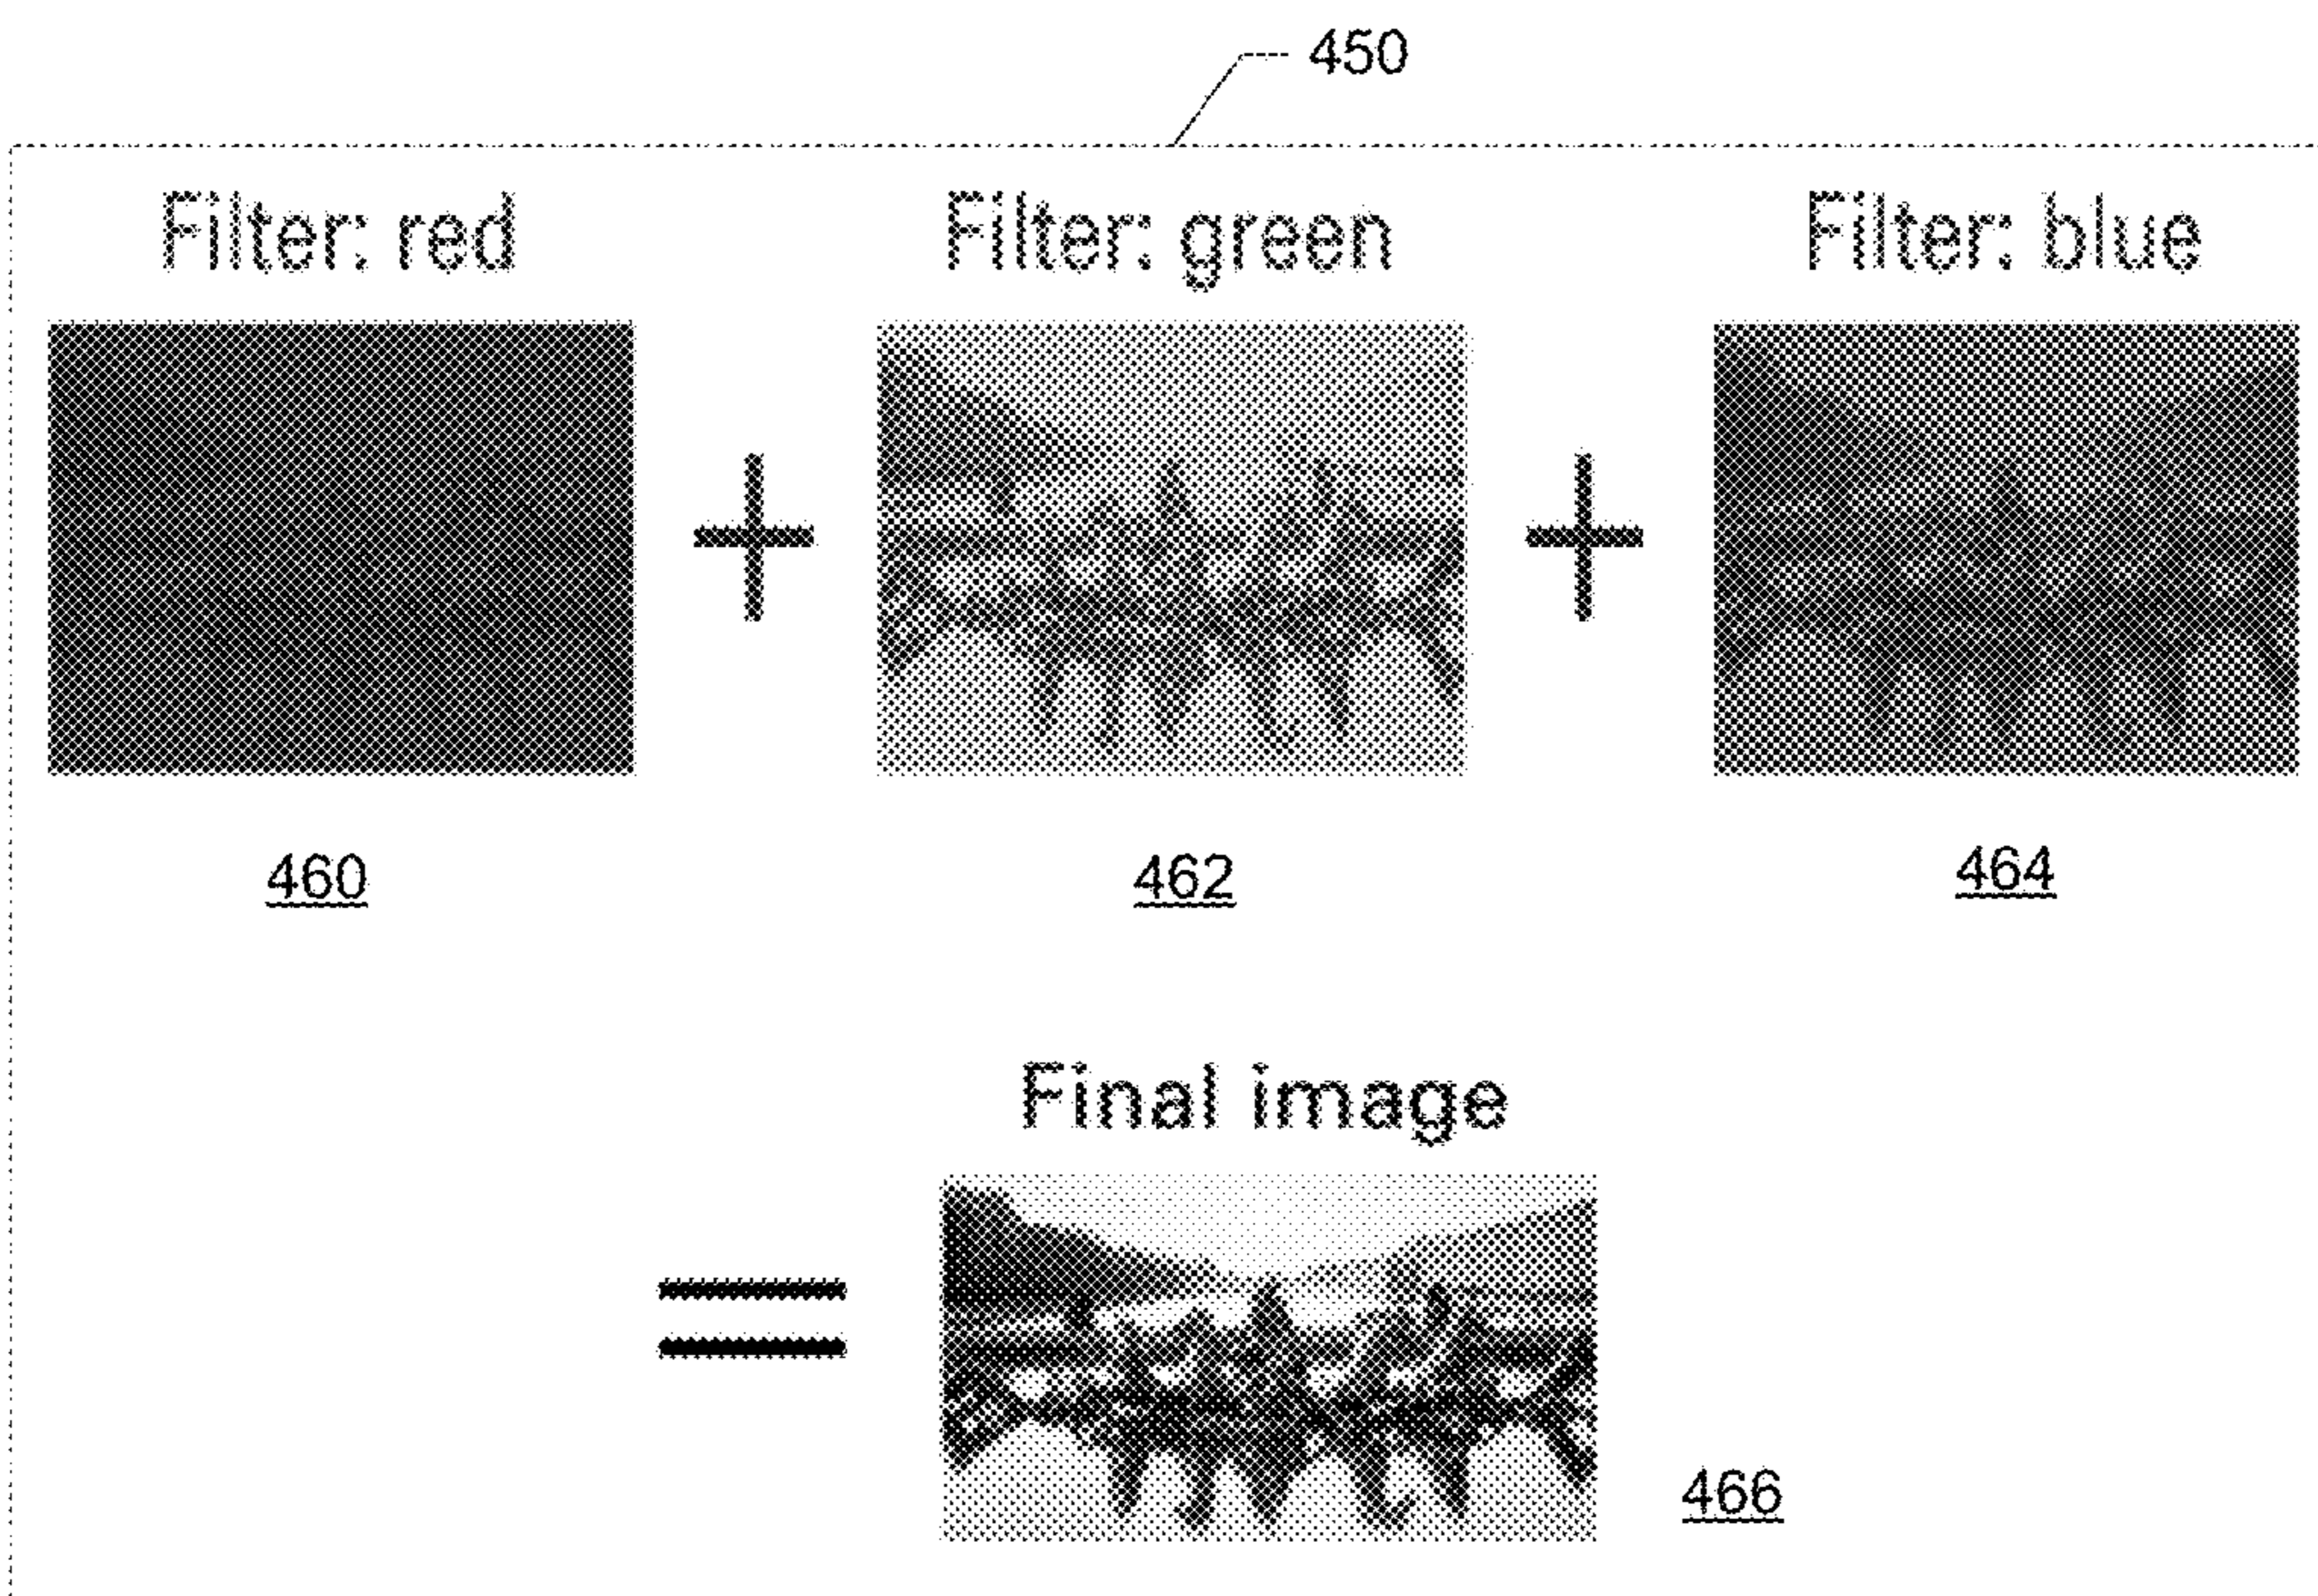 450
Filter: red
Filter: green
Filter: blue
+
+
460
462
464
Final image
=
466